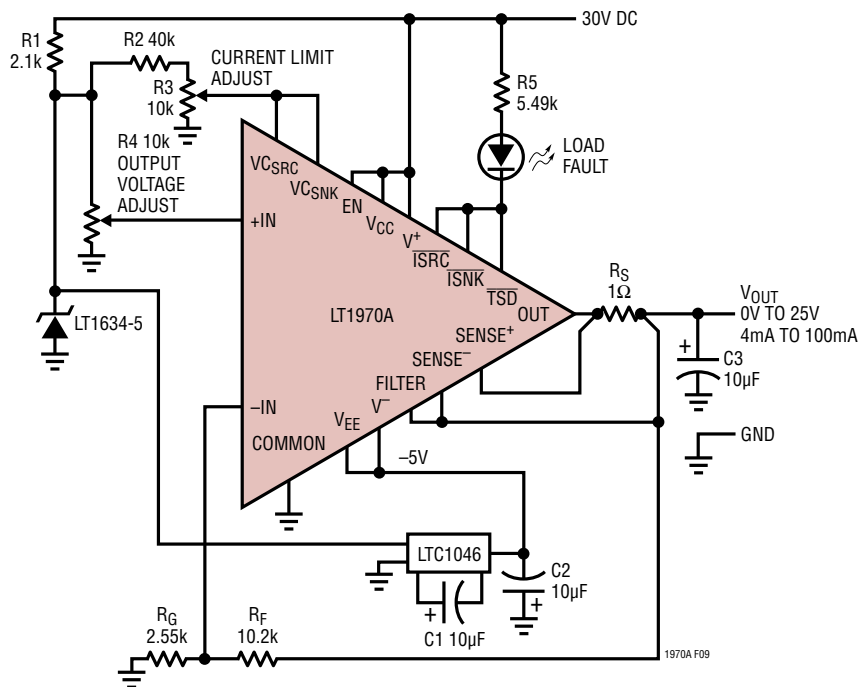 30V DC
R1
2.1k
R2 40k
R3
10k
CURRENT LIMIT
ADJUST
R4 10k
OUTPUT
VOLTAGE
ADJUST
R5
5.49k
LOAD
FAULT
VCSRC
VCSNK
EN
VCC
V+
ISRC
ISNK
TSD
+IN
LT1970A
OUT
SENSE+
SENSE–
FILTER
V–
VEE
–IN
COMMON
RS
1Ω
VOUT
0V TO 25V
4mA TO 100mA
C3
10µF
+
GND
LT1634-5
–5V
LTC1046
+
C1 10µF
C2
10µF
+
RG
2.55k
RF
10.2k
1970A F09